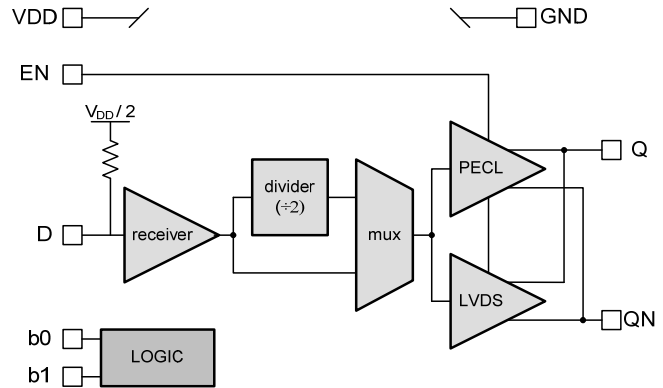 VDD
GND
EN
VDD / 2
PECL
Q
divider
(÷2)
D
receiver
mux
LVDS
QN
b0
LOGIC
b1